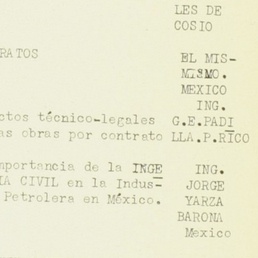 LES DE
COSIO
RATOS EL MIS-
MISMO.
MEXICO
ING.
ctos técnico-legales G.E.PADI
as obras por contrato LLA.P.RICO
mportancia de la INGE ING.
IA CIVIL en la Indus- JORGE
Petrolera en México. YARZA
BARONA
Mexico